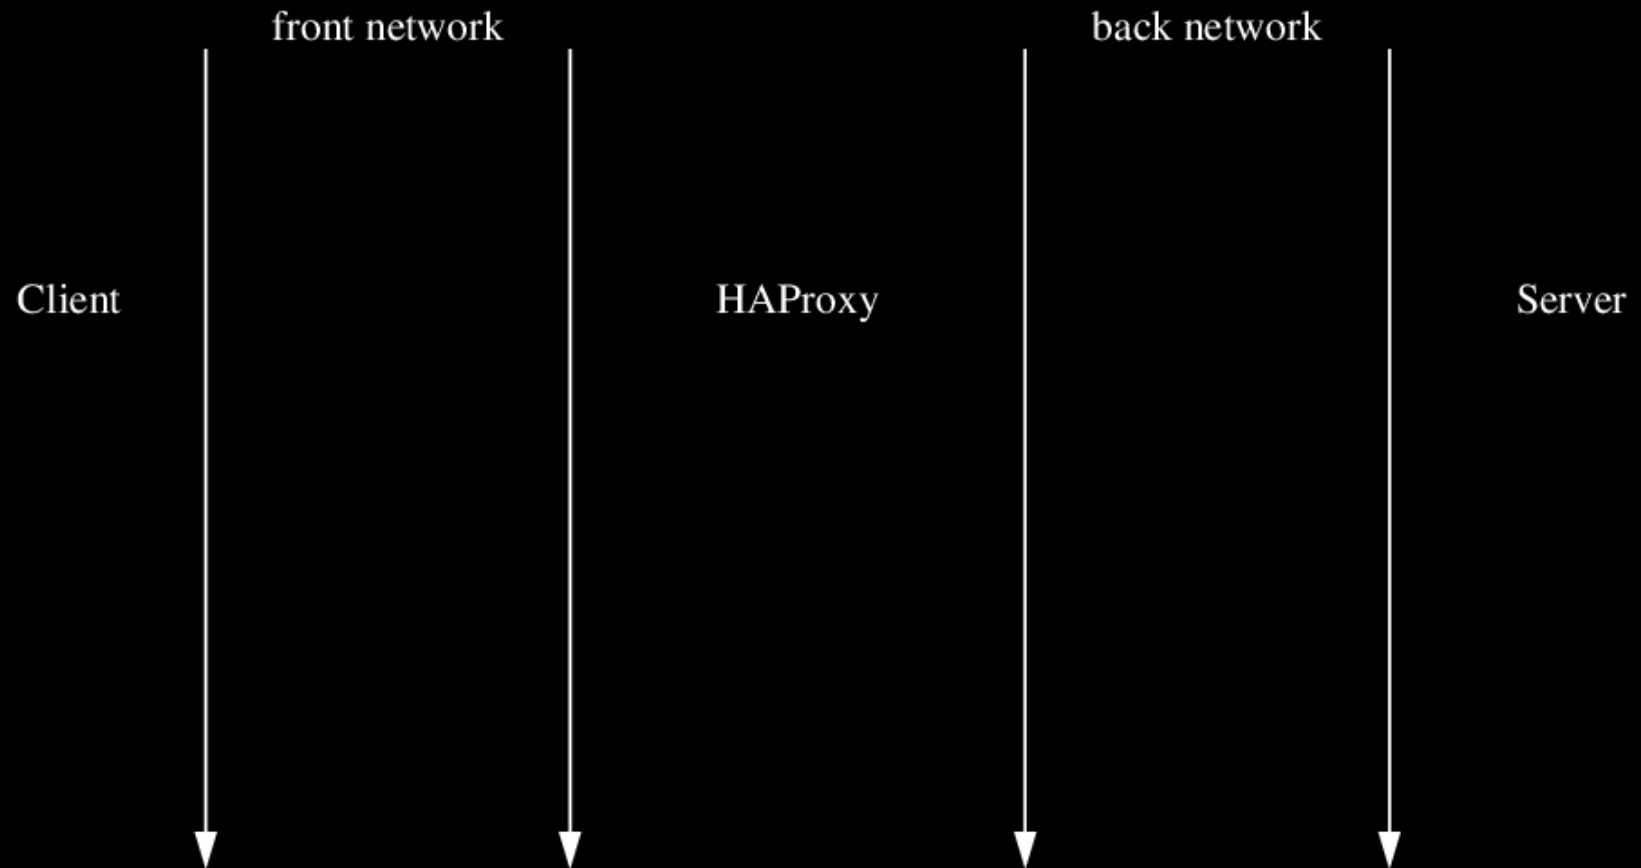 front network
back network
Client
HAProxy
Server